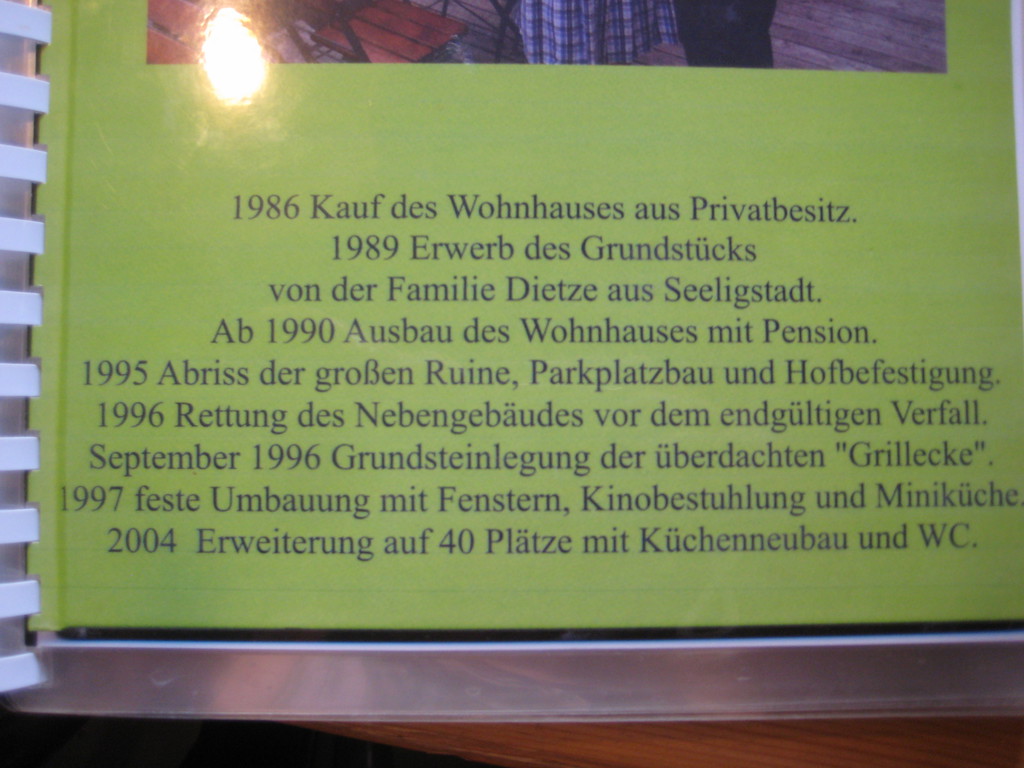 1986 Kauf des Wohnhauses aus Privatbesitz.
1989 Erwerb des Grundstücks
von der Familie Dietze aus Seeligstadt.
Ab 1990 Ausbau des Wohnhauses mit Pension.
1995 Abriss der großen Ruine, Parkplatzbau und Hofbefestigung.
1996 Rettung des Nebengebäudes vor dem endgültigen Verfall.
September 1996 Grundsteinlegung der überdachten "Grillecke".
1997 feste Umbauung mit Fenstern, Kinobestuhlung und Miniküche.
2004 Erweiterung auf 40 Plätze mit Küchenneubau und WC.